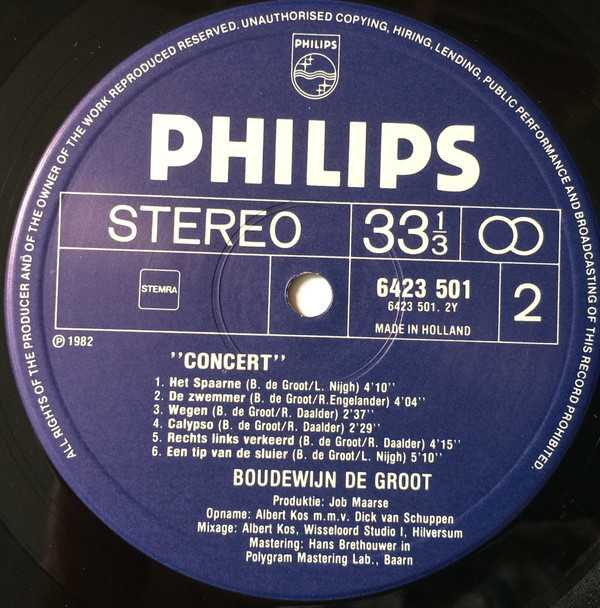 ALL RIGHTS OF THE PRODUCER AND OF THE OWNER OF THE WORK REPRODUCED RESERVED. UNAUTHORISED COPYING, HIRING, LENDING, PUBLIC PERFORMANCE AND BROADCASTING OF THIS RECORD PROHIBITED.
PHILIPS
PHILIPS
STEREO 33 1/3
STEMRA 6423 501 2
6423 501. 2Y
MADE IN HOLLAND
Ⓟ 1982
"CONCERT"
1. Het Spaarne (B. de Groot/L. Nijgh) 4'10"
2. De zwemmer (B. de Groot/R.Engelander) 4'04"
3. Wegen (B. de Groot/R. Daalder) 2'37"
4. Calypso (B. de Groot/R. Daalder) 2'29"
5. Rechts links verkeerd (B. de Groot/R. Daalder) 4'15"
6. Een tip van de sluier (B. de Groot/L. Nijgh) 5'10"
BOUDEWIJN DE GROOT
Produktie: Job Maarse
Opname: Albert Kos m.m.v. Dick van Schuppen
Mixage: Albert Kos, Wisseloord Studio I, Hilversum
Mastering: Hans Brethouwer in
Polygram Mastering Lab., Baarn